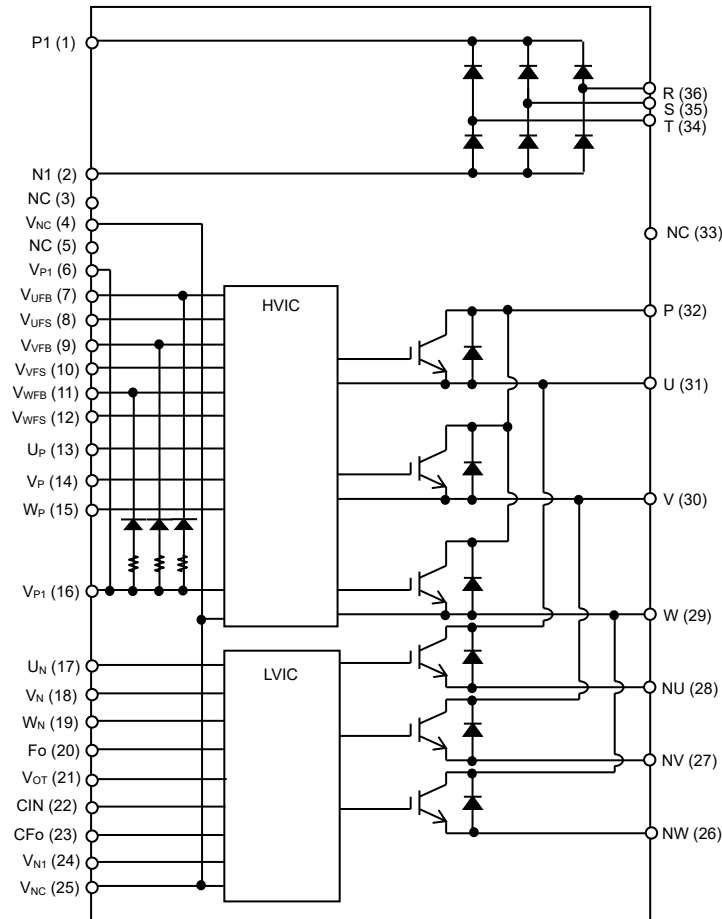 P1 (1)
N1 (2)
NC (3)
VNC (4)
NC (5)
VP1 (6)
VUFB (7)
VUFS (8)
VVFB (9)
VVFS (10)
VWFB (11)
VWFS (12)
UP (13)
VP (14)
WP (15)
VP1 (16)
UN (17)
VN (18)
WN (19)
Fo (20)
VOT (21)
CIN (22)
CFo (23)
VN1 (24)
VNC (25)
HVIC
LVIC
R (36)
S (35)
T (34)
NC (33)
P (32)
U (31)
V (30)
W (29)
NU (28)
NV (27)
NW (26)